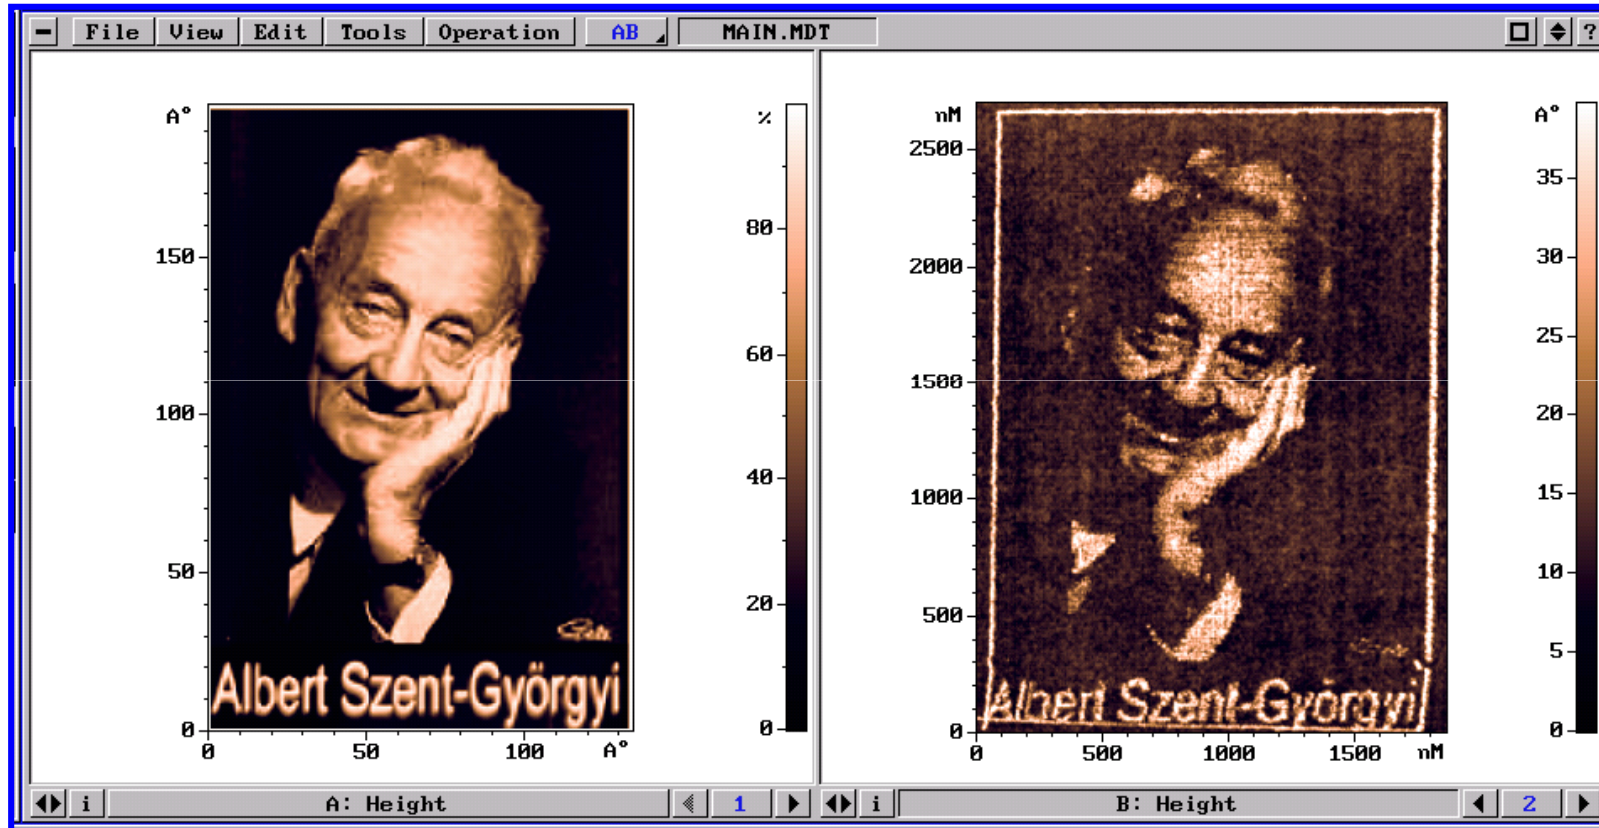 File View Edit Tools Operation AB MAIN.MDT ?
A° % nM A°
2500
35
80
150 2000 30
25
60
1500
100 20
40 1000 15
50 10
20 500 5
Albert Szent-Györgyi Albert Szent-Györgyi
0 0 0 0
0 50 100 A° 0 500 1000 1500 nM
i A: Height 1 i B: Height 2